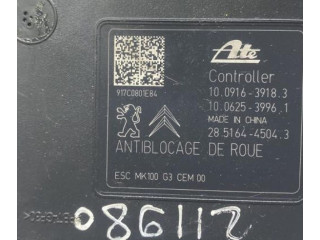 Ate
Controller
10.0916-3918.3
10.0625-3996.1
MADE IN CHINA
28.5164-4504.3
917C0801E84
ANTIBLOCAGE DE ROUE
ESC MK100 G3 CEM 00
086112